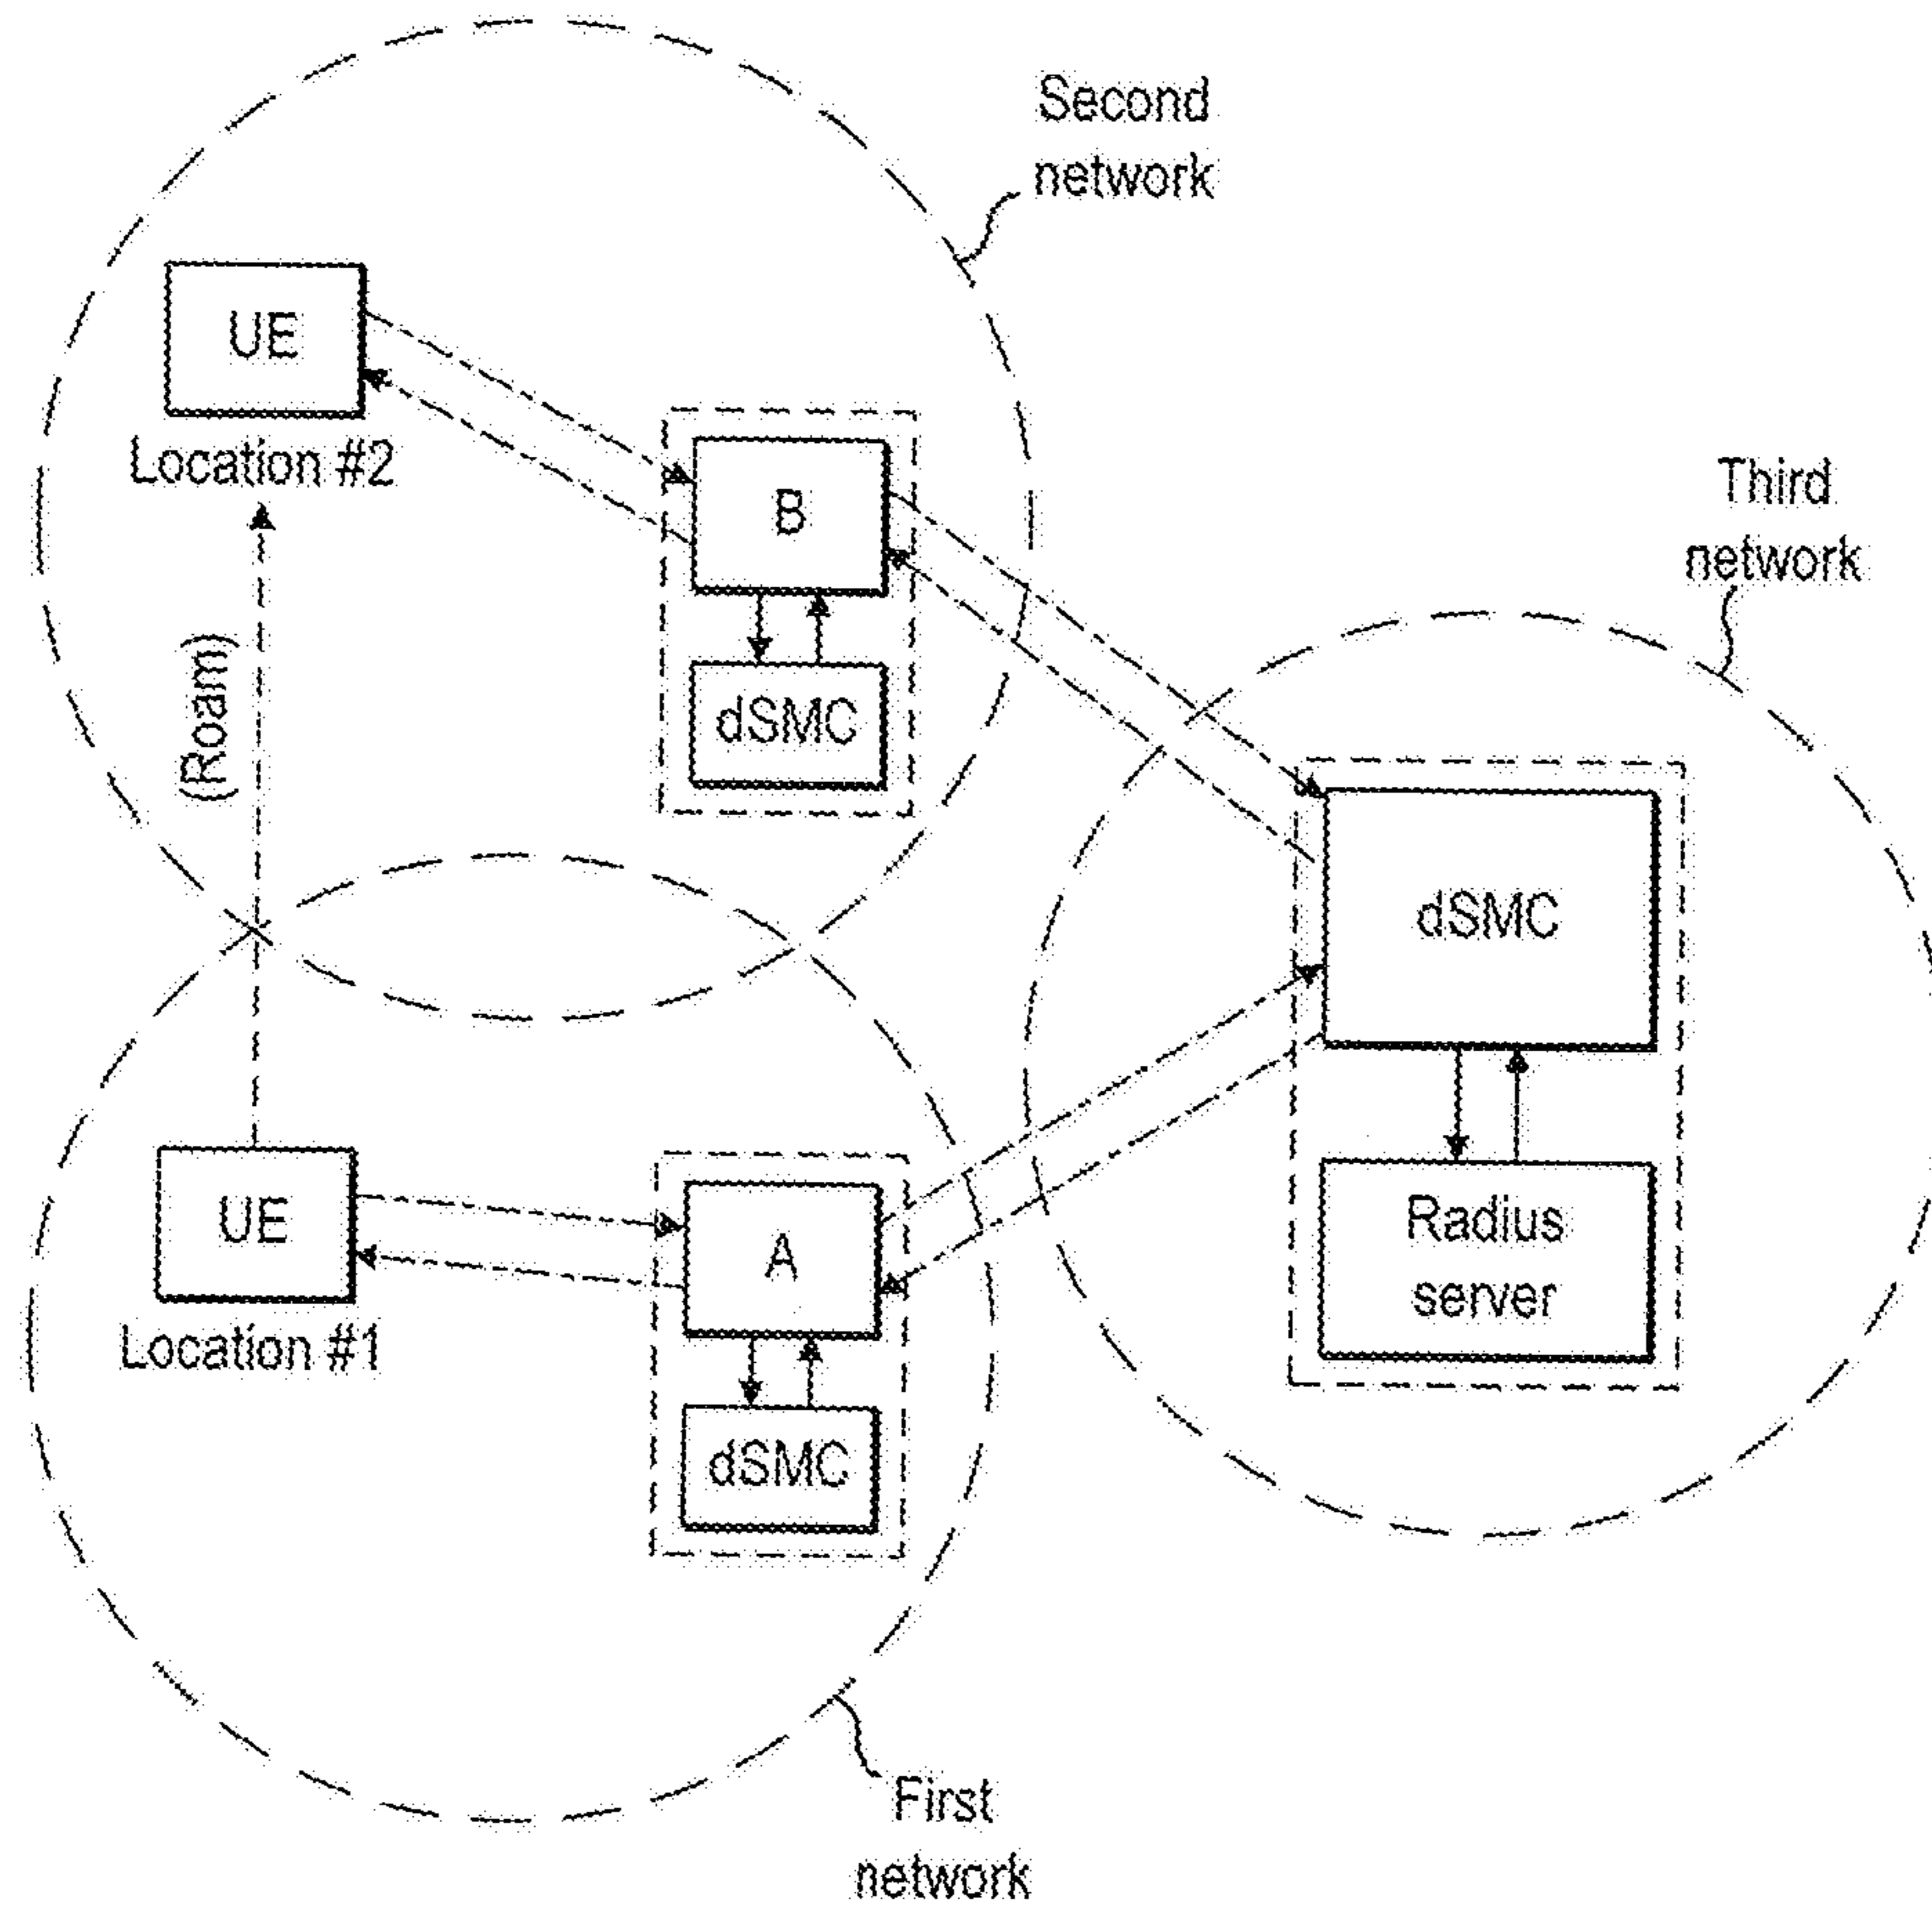 Second
network
UE
Location #2
B
Third
network
(Roam)
dSMC
dSMC
UE
A
Radius
server
Location #1
dSMC
First
network